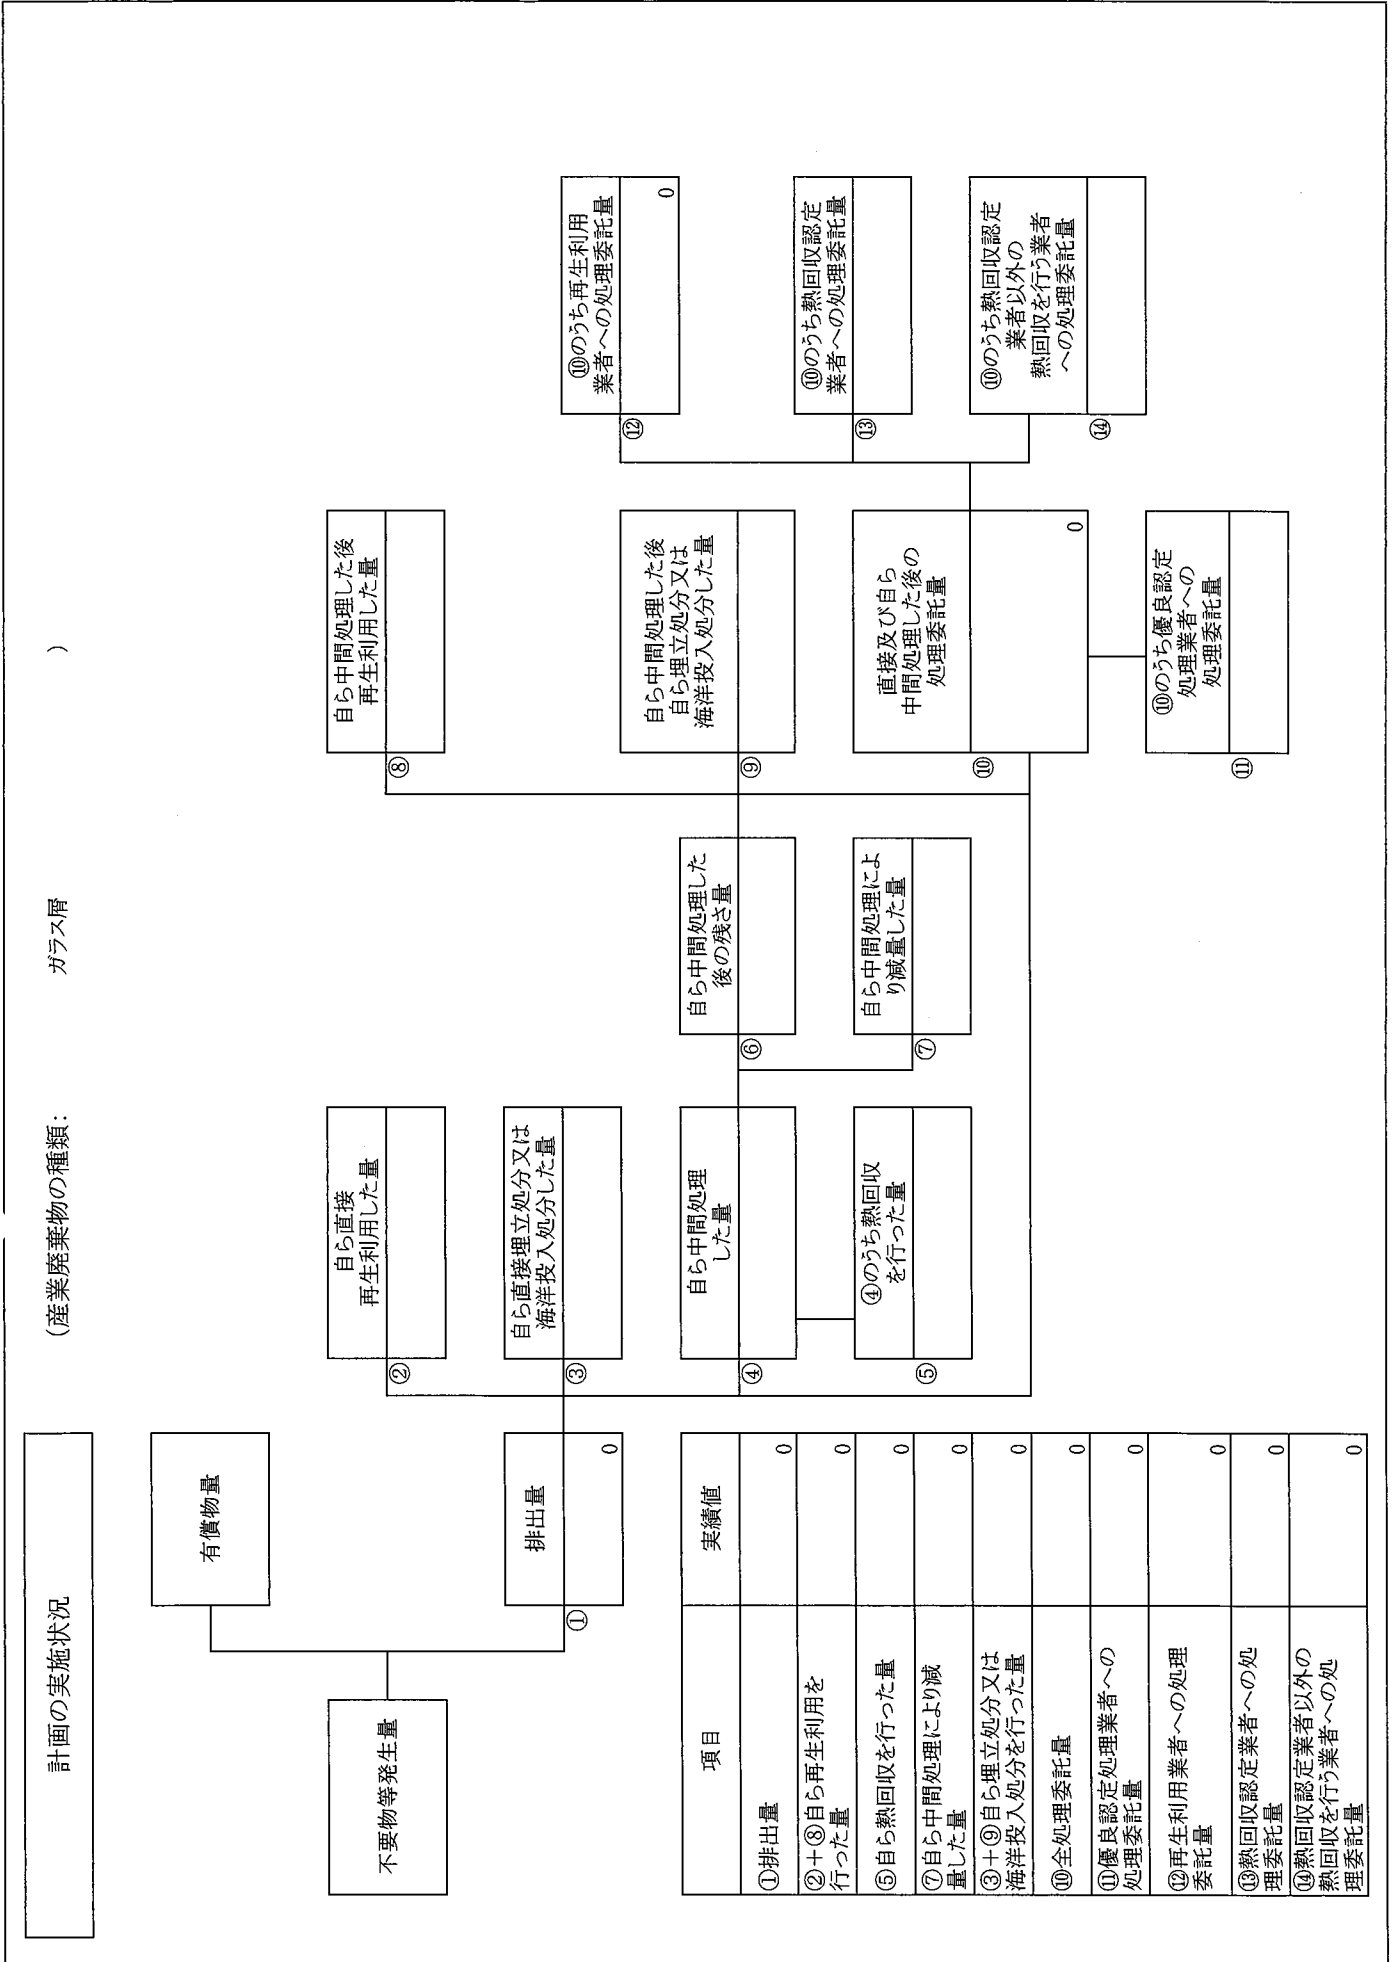 計画の実施状況
(産業廃棄物の種類: ガラス屑 )
不要物等発生量
有償物量
①
排出量
0
②
自ら直接
再生利用した量
③
自ら直接埋立処分又は
海洋投入処分した量
④
自ら中間処理
した量
⑤
④のうち熱回収
を行った量
⑥
自ら中間処理した
後の残さ量
⑦
自ら中間処理によ
り減量した量
⑧
自ら中間処理した後
再生利用した量
⑨
自ら中間処理した後
自ら埋立処分又は
海洋投入処分した量
⑩
直接及び自ら
中間処理した後の
処理委託量
0
⑪
⑩のうち優良認定
処理業者への
処理委託量
⑫
⑩のうち再生利用
業者への処理委託量
0
⑬
⑩のうち熱回収認定
業者への処理委託量
⑭
⑩のうち熱回収認定
業者以外の
熱回収を行う業者
への処理委託量
項目 実績値
①排出量 0
②+⑧自ら再生利用を
行った量 0
⑤自ら熱回収を行った量 0
⑦自ら中間処理により減
量した量 0
③+⑨自ら埋立処分又は
海洋投入処分を行った量 0
⑩全処理委託量 0
⑪優良認定処理業者への
処理委託量 0
⑫再生利用業者への処理
委託量 0
⑬熱回収認定業者への処
理委託量 0
⑭熱回収認定業者以外の
熱回収を行う業者への処
理委託量 0